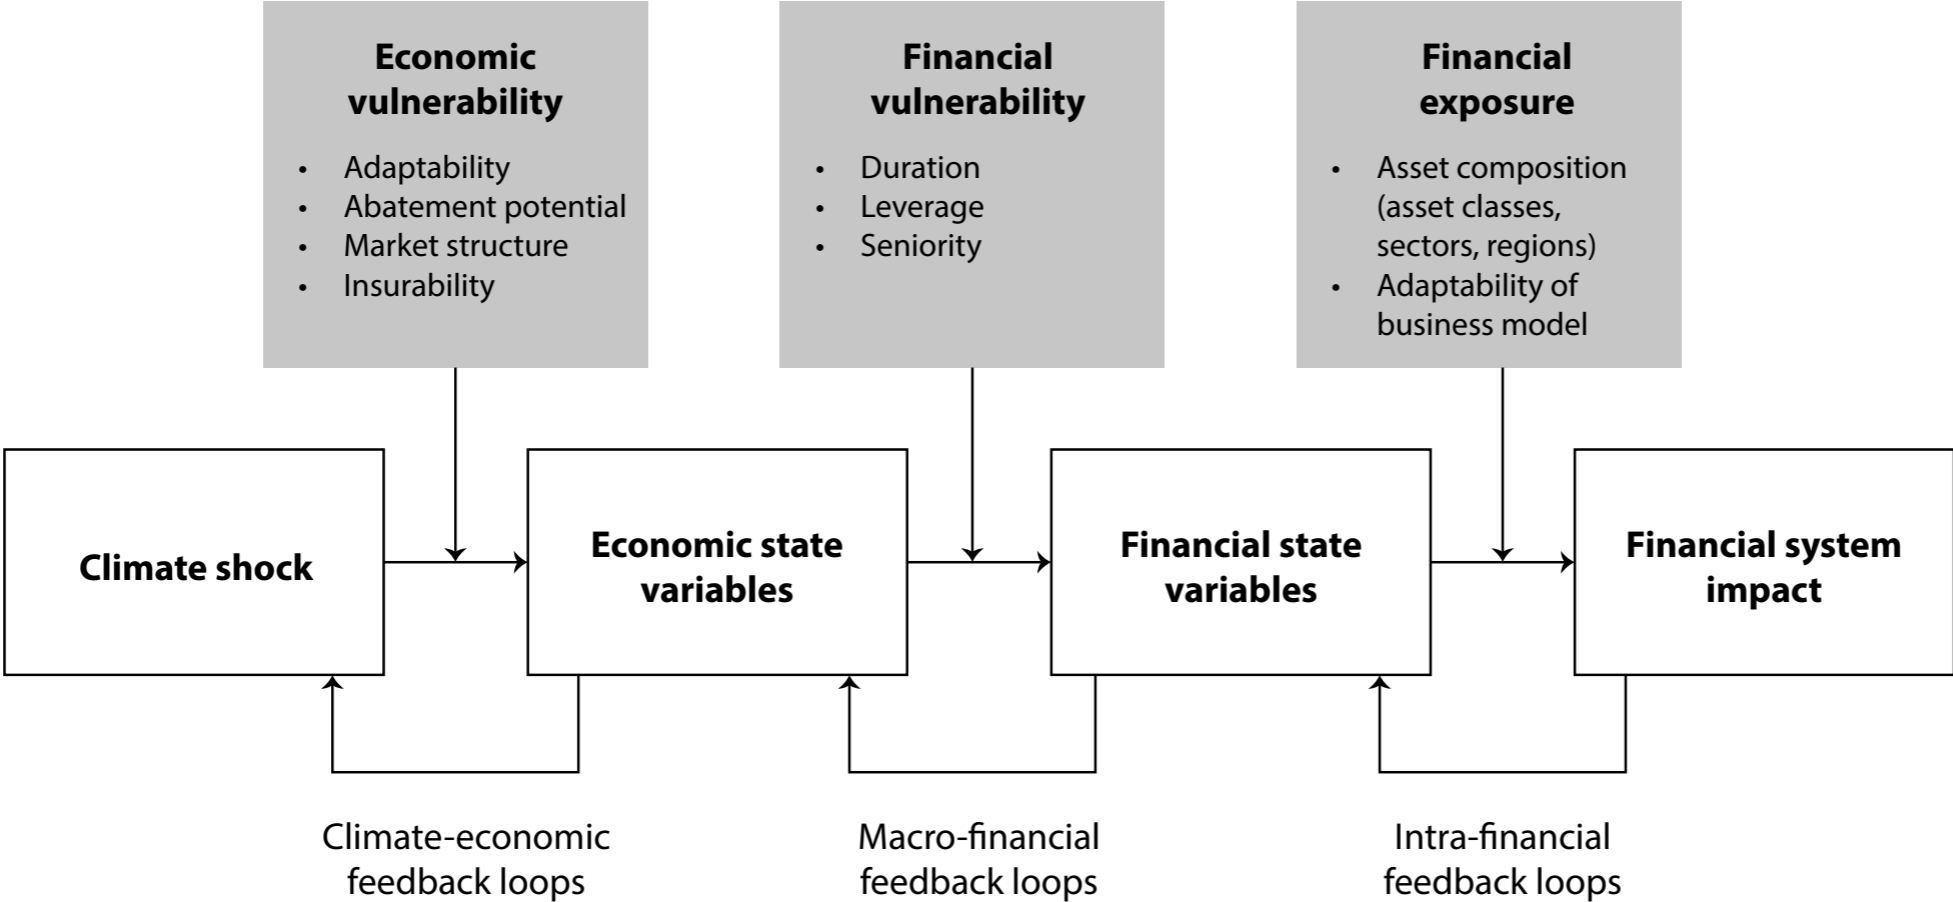 Economic
vulnerability
• Adaptability
• Abatement potential
• Market structure
• Insurability
Financial
vulnerability
• Duration
• Leverage
• Seniority
Financial
exposure
• Asset composition
(asset classes,
sectors, regions)
• Adaptability of
business model
Climate shock
Economic state
variables
Financial state
variables
Financial system
impact
Climate-economic
feedback loops
Macro-financial
feedback loops
Intra-financial
feedback loops